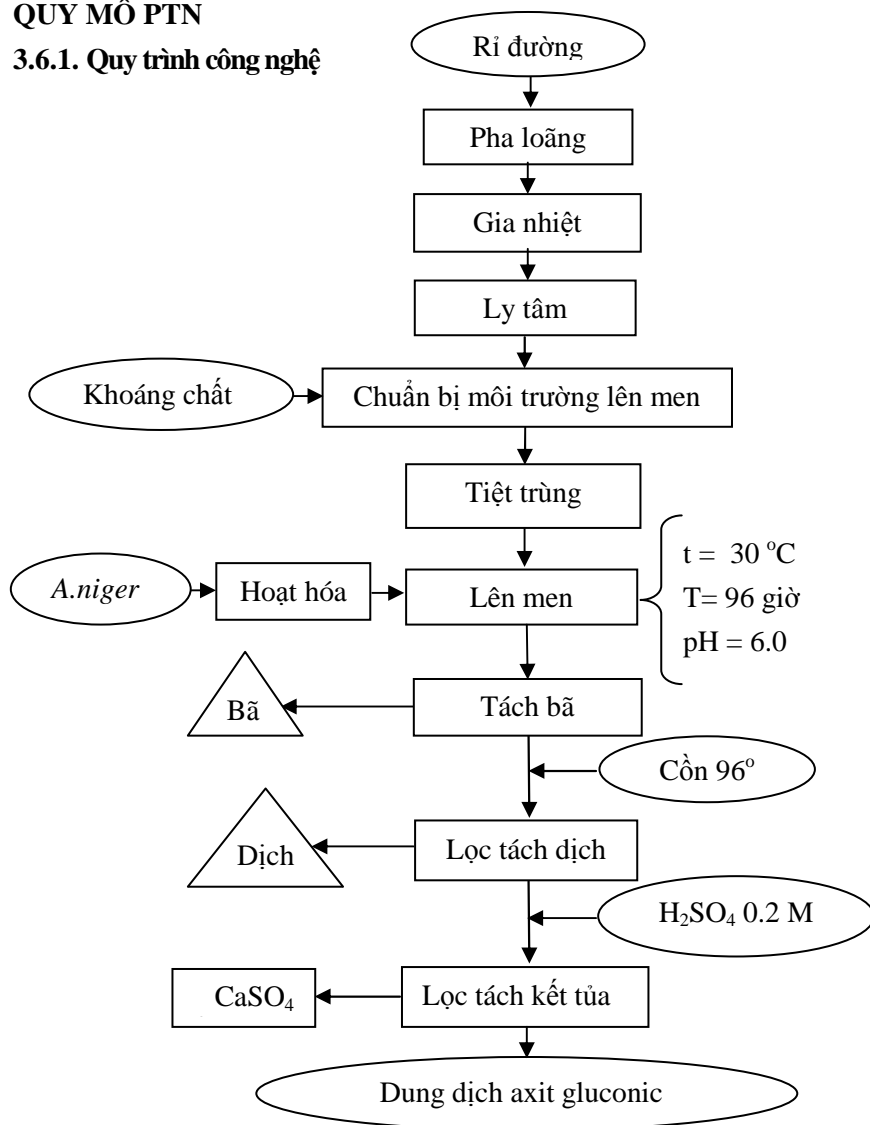 QUY MÔ PTN
3.6.1. Quy trình công nghệ
Rỉ đường
Pha loãng
Gia nhiệt
Ly tâm
Khoáng chất
Chuẩn bị môi trường lên men
Tiệt trùng
A.niger
Hoạt hóa
Lên men
t = 30 °C
T= 96 giờ
pH = 6.0
Bã
Tách bã
Cồn 96°
Dịch
Lọc tách dịch
H₂SO₄ 0.2 M
CaSO₄
Lọc tách kết tủa
Dung dịch axit gluconic